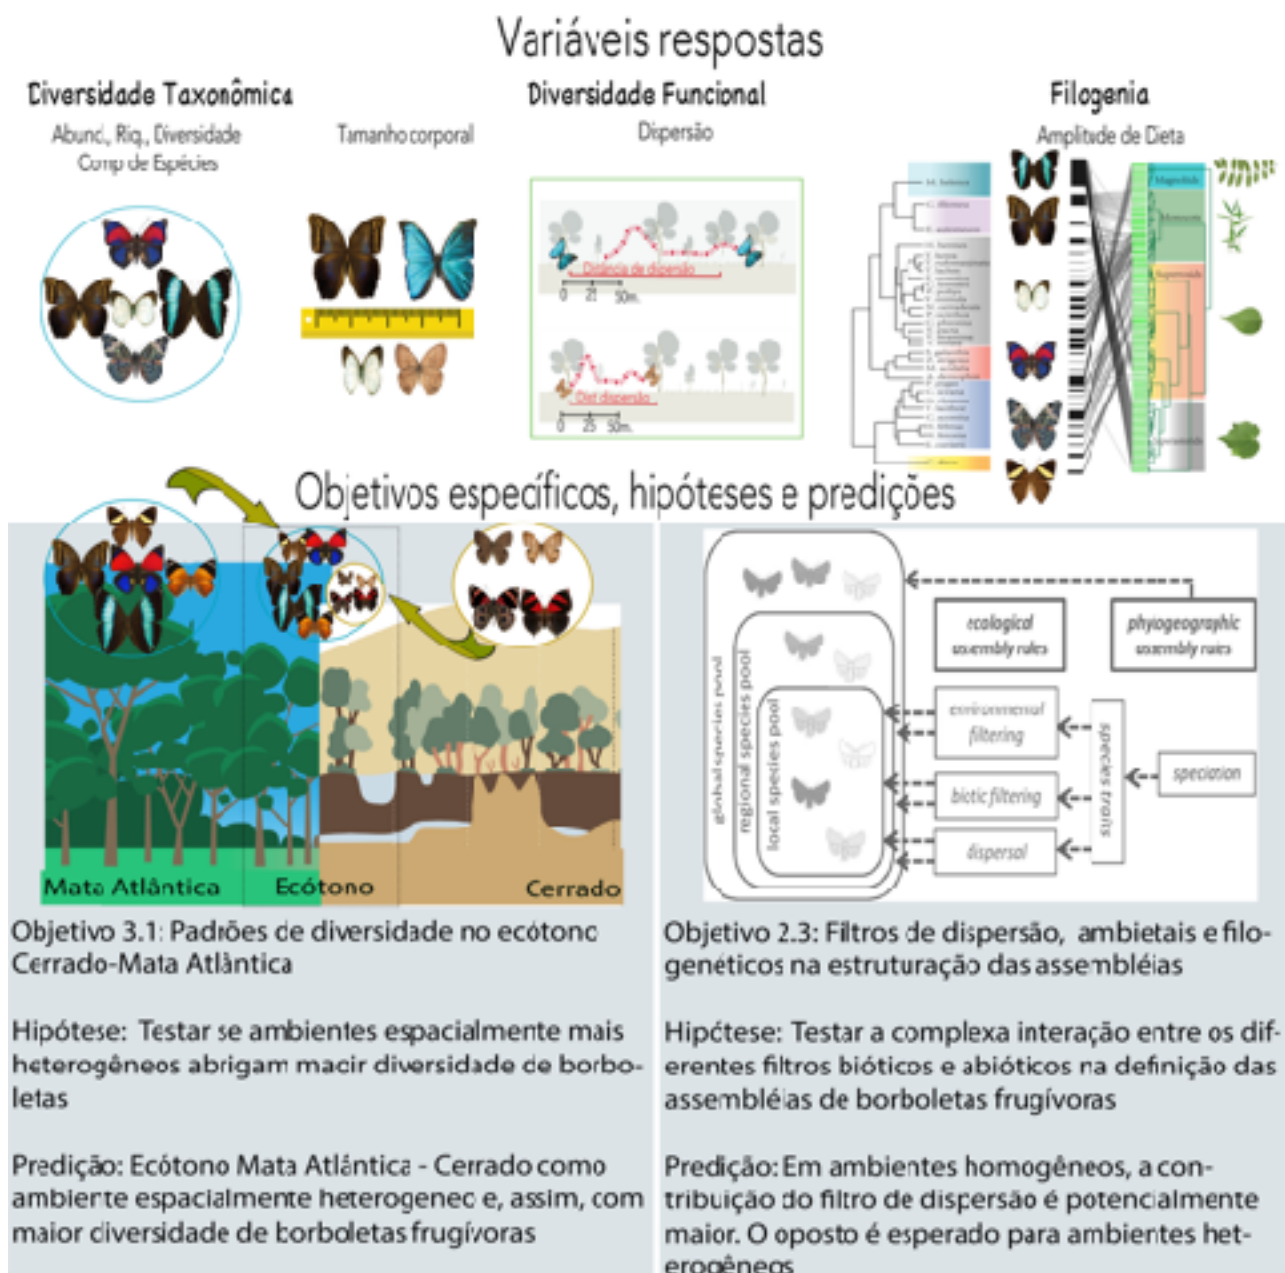 Variáveis respostas
Diversidade Taxonômica
Abund., Riq., Diversidade
Comp de Espécies
Tamanho corporal
Diversidade Funcional
Dispersão
Distância de dispersão
0 21 50m.
Dist dispersão
0 25 50m.
Filogenia
Amplitude de Dieta
Magnoliids
Monocots
Superrosids
Superasterids
Objetivos específicos, hipóteses e predições
Mata Atlântica
Ecótono
Cerrado
global species pool
regional species pool
local species pool
ecological
assembly rules
phylogeographic
assembly rules
environmental
filtering
biotic filtering
dispersal
species traits
speciation
Objetivo 3.1: Padrões de diversidade no ecótono
Cerrado-Mata Atlântica
Hipótese: Testar se ambientes espacialmente mais
heterogêneos abrigam maior diversidade de borbo-
letas
Predição: Ecótono Mata Atlântica - Cerrado como
ambiente espacialmente heterogeneo e, assim, com
maior diversidade de borboletas frugívoras
Objetivo 2.3: Filtros de dispersão, ambietais e filo-
genéticos na estruturação das assembléias
Hipótese: Testar a complexa interação entre os dif-
erentes filtros bióticos e abióticos na definição das
assembléias de borboletas frugívoras
Predição: Em ambientes homogêneos, a con-
tribuição do filtro de dispersão é potencialmente
maior. O oposto é esperado para ambientes het-
erogêneos